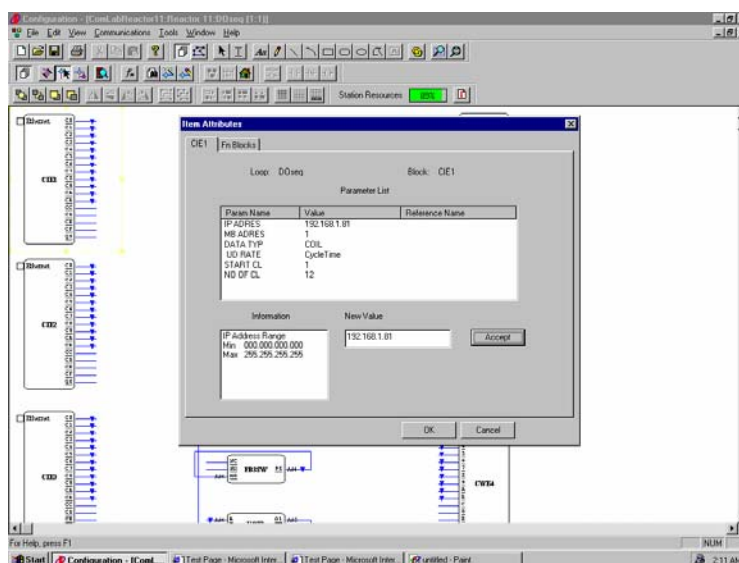 Configuration - [ComLabReactor11:Reactor 11:DOseq [1:1]]
File Edit View Communications Tools Window Help
Station Resources
Ethernet
CIE1
Item Attributes
CIE1 Fn Blocks
Loop: DOseq Block: CIE1
Parameter List
Param Name Value Reference Name
IP ADRES 192.168.1.81
MB ADRES 1
DATA TYP COIL
UD RATE CycleTime
START CL 1
NO OF CL 12
Information New Value
IP Address Range
Min 000.000.000.000
Max 255.255.255.255
192.168.1.81
Accept
OK Cancel
Ethernet
CIE2
Ethernet
CIE3
CWE4
For Help, press F1 NUM
Start Configuration - [ComL... Test Page - Microsoft Inter... Test Page - Microsoft Inter... untitled - Paint 2:11 AM